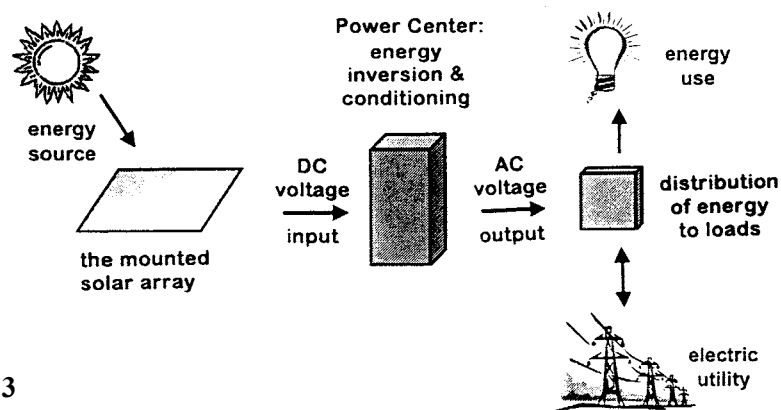 Power Center:
energy
inversion &
conditioning
energy
source
the mounted
solar array
DC
voltage
input
AC
voltage
output
energy
use
distribution
of energy
to loads
electric
utility
3